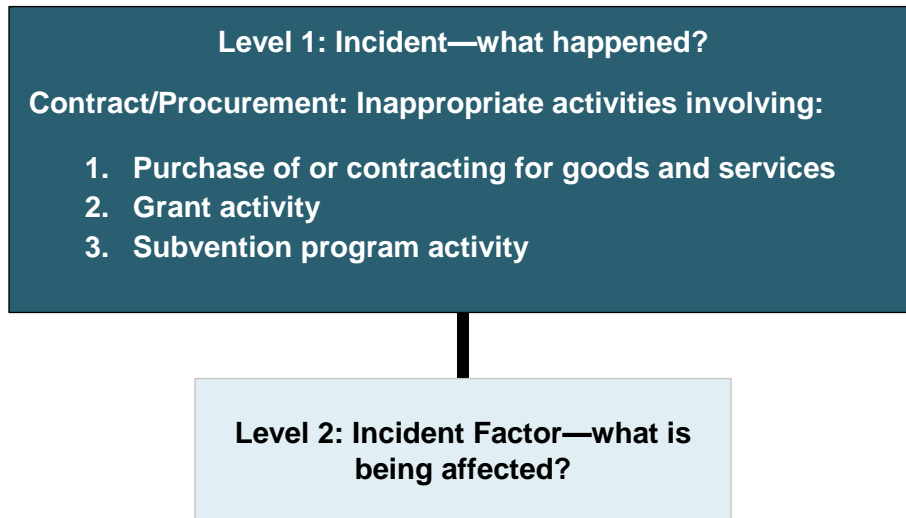 Level 1: Incident—what happened?
Contract/Procurement: Inappropriate activities involving:
1. Purchase of or contracting for goods and services
2. Grant activity
3. Subvention program activity
Level 2: Incident Factor—what is
being affected?